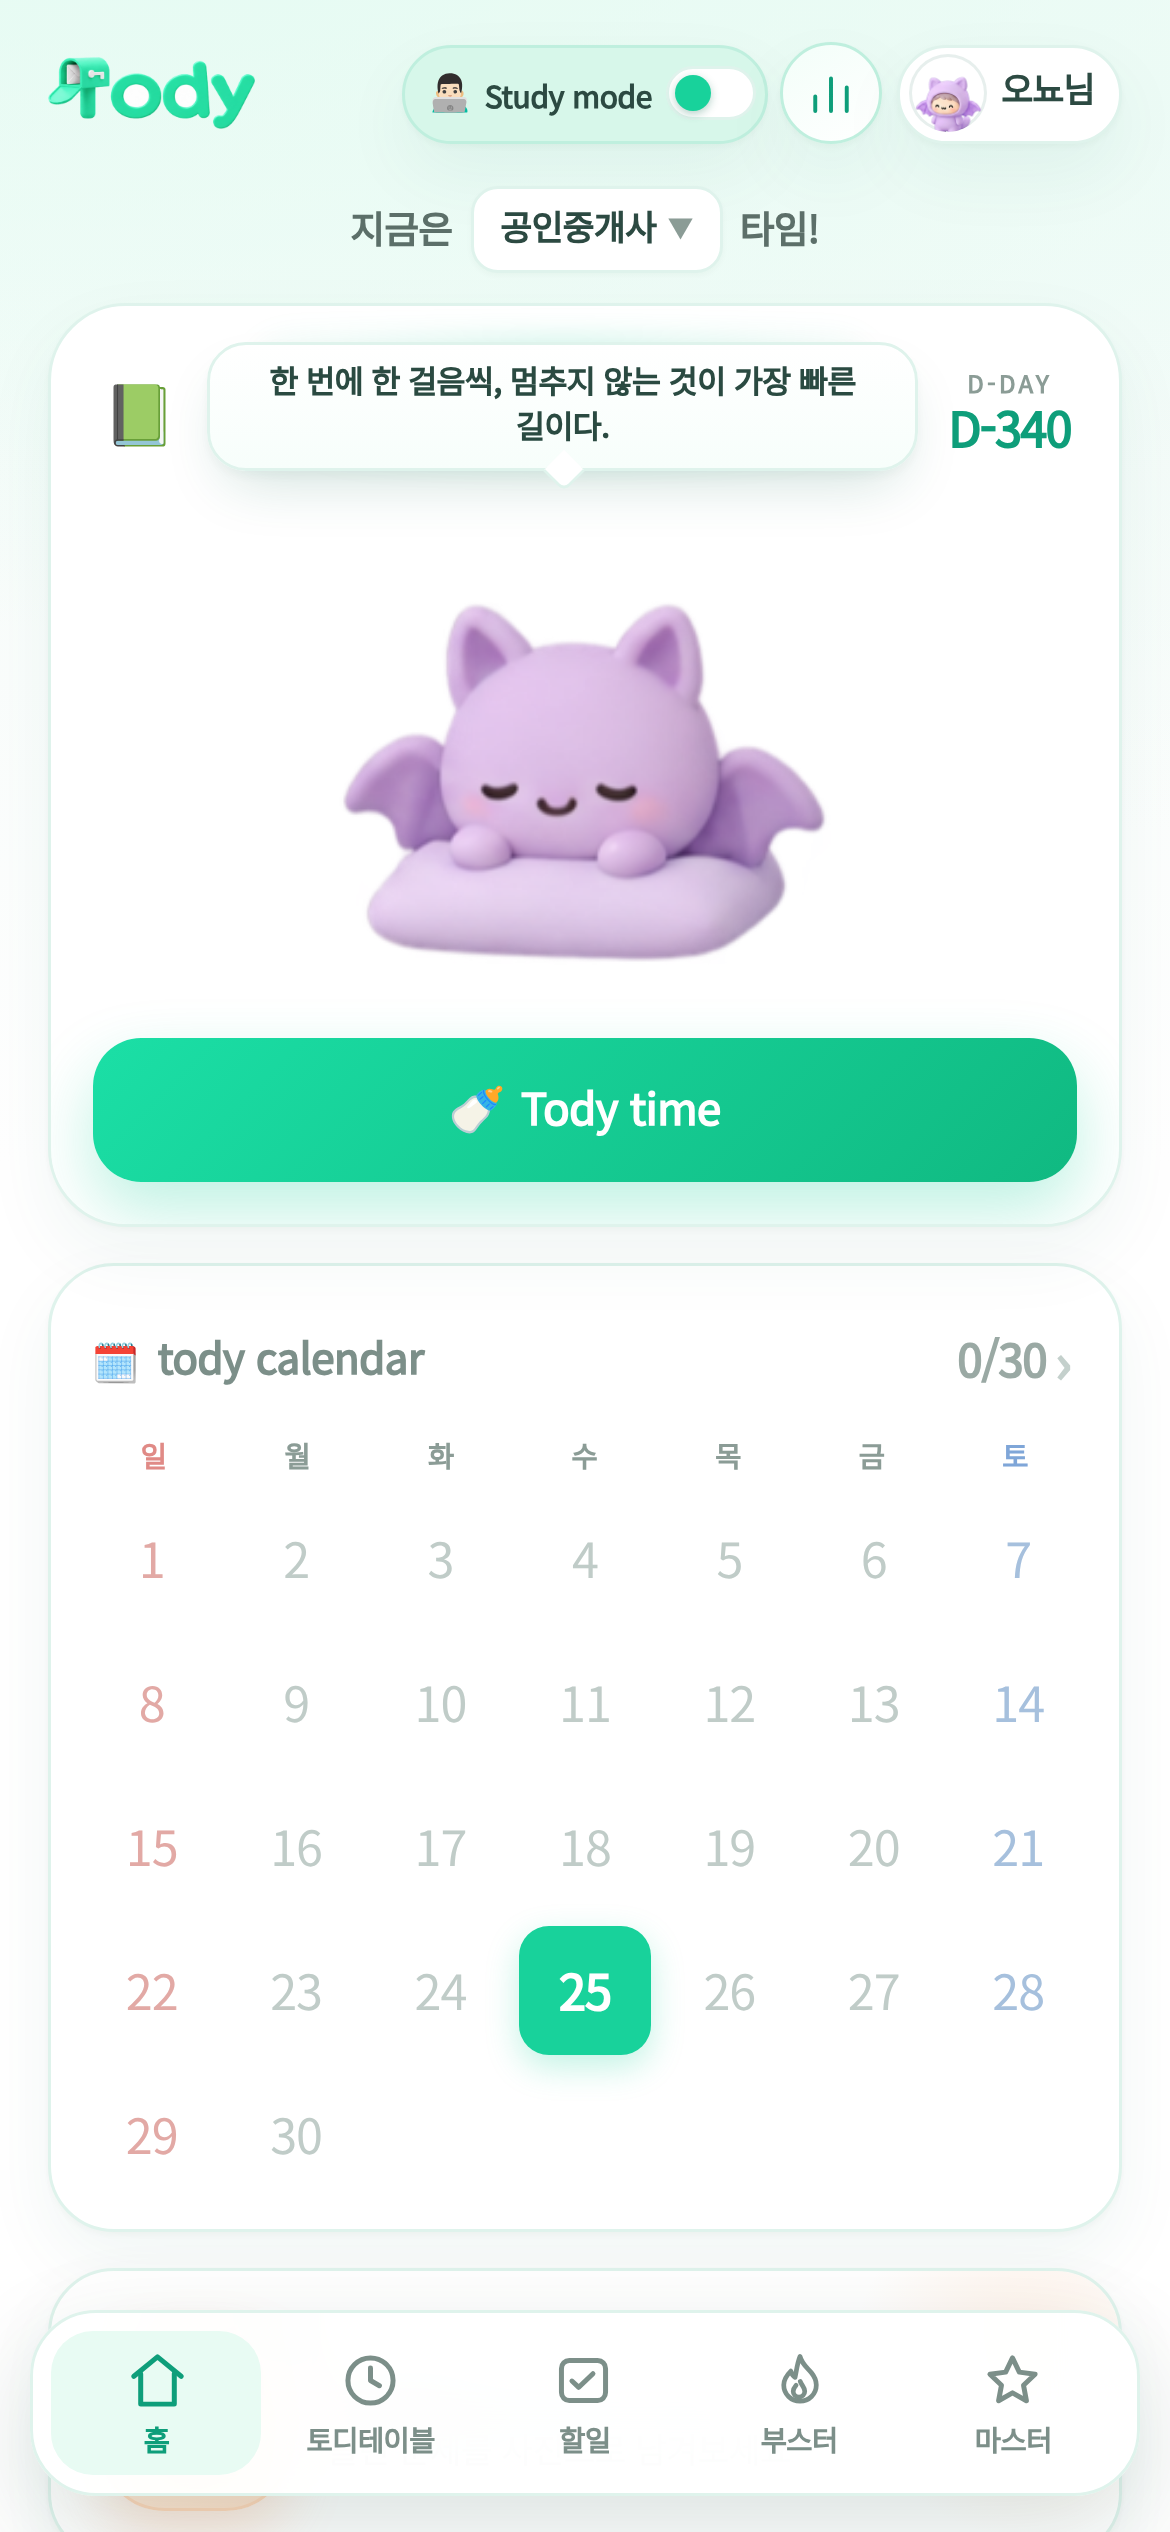 Tody
Study mode
오뇨님
지금은 공인중개사 ▼ 타임!
한 번에 한 걸음씩, 멈추지 않는 것이 가장 빠른
길이다.
D-DAY
D-340
Tody time
tody calendar
0/30 ›
일 월 화 수 목 금 토
1 2 3 4 5 6 7
8 9 10 11 12 13 14
15 16 17 18 19 20 21
22 23 24 25 26 27 28
29 30
홈 토디테이블 할일 부스터 마스터